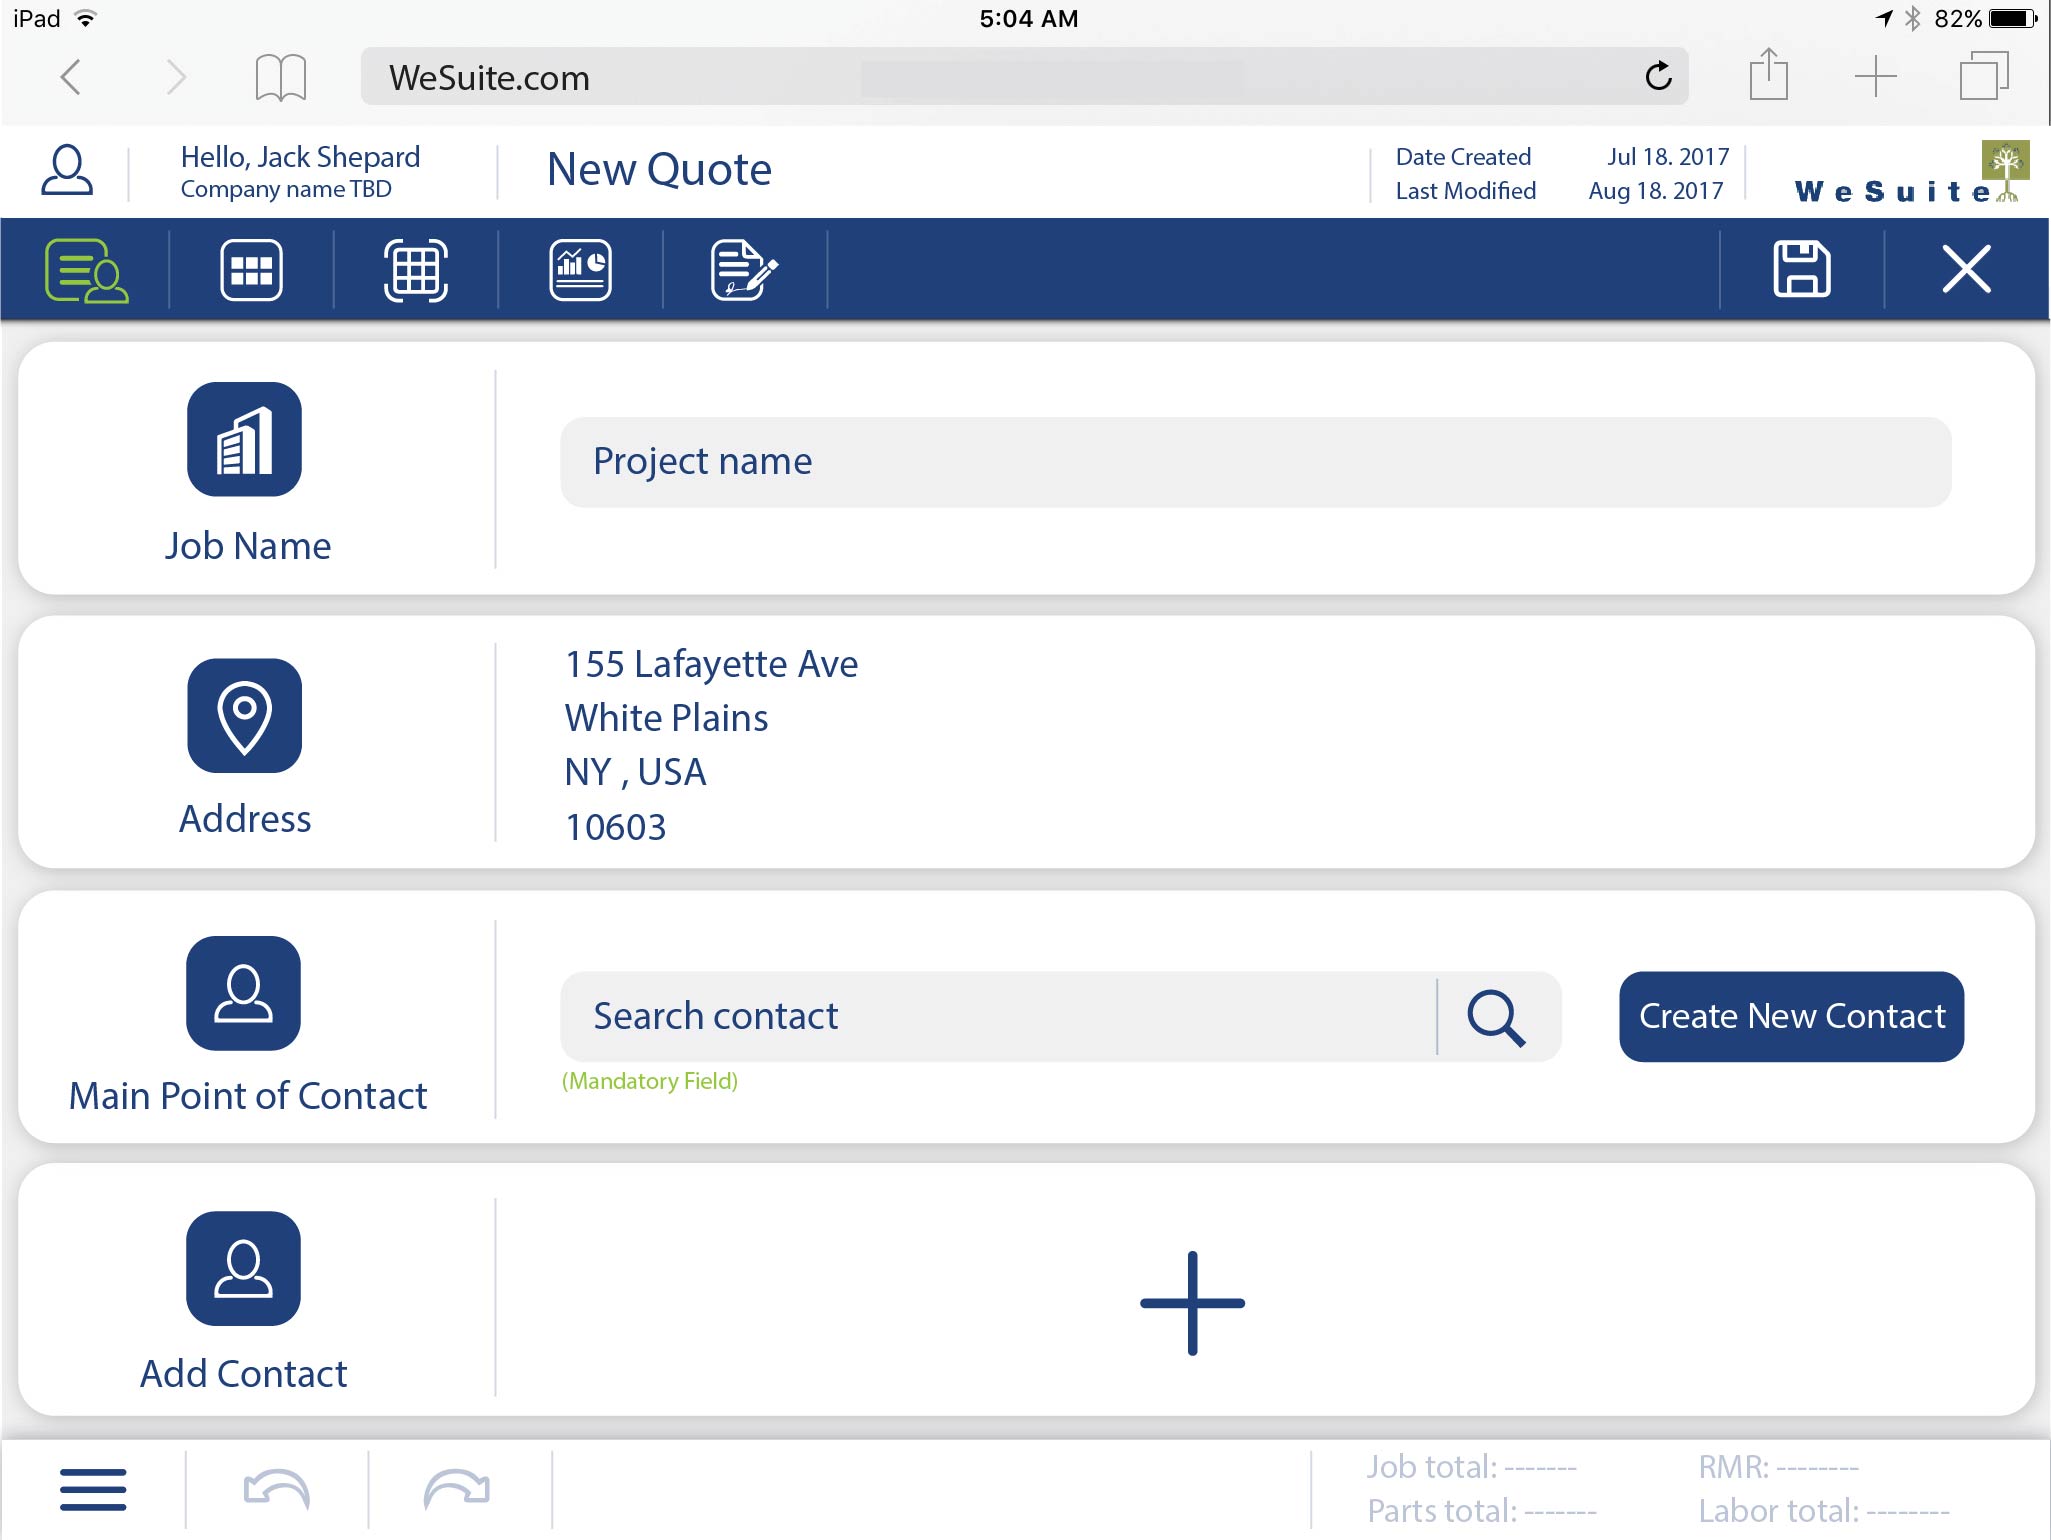 iPad 5:04 AM 82%
WeSuite.com
Hello, Jack Shepard
Company name TBD
New Quote
Date Created Jul 18. 2017
Last Modified Aug 18. 2017
WeSuite
Job Name
Project name
Address
155 Lafayette Ave
White Plains
NY , USA
10603
Main Point of Contact
Search contact
(Mandatory Field)
Create New Contact
Add Contact
Job total: ------- RMR: --------
Parts total: ------- Labor total: --------